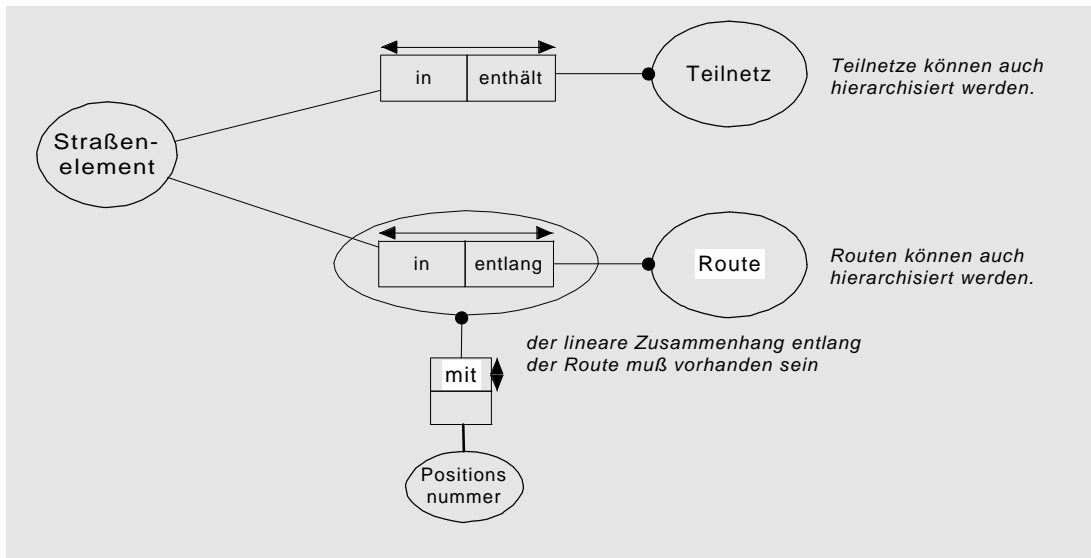 in enthält
Teilnetz
Teilnetze können auch
hierarchisiert werden.
Straßen-
element
in entlang
Route
Routen können auch
hierarchisiert werden.
der lineare Zusammenhang entlang
der Route muß vorhanden sein
mit
Positions
nummer